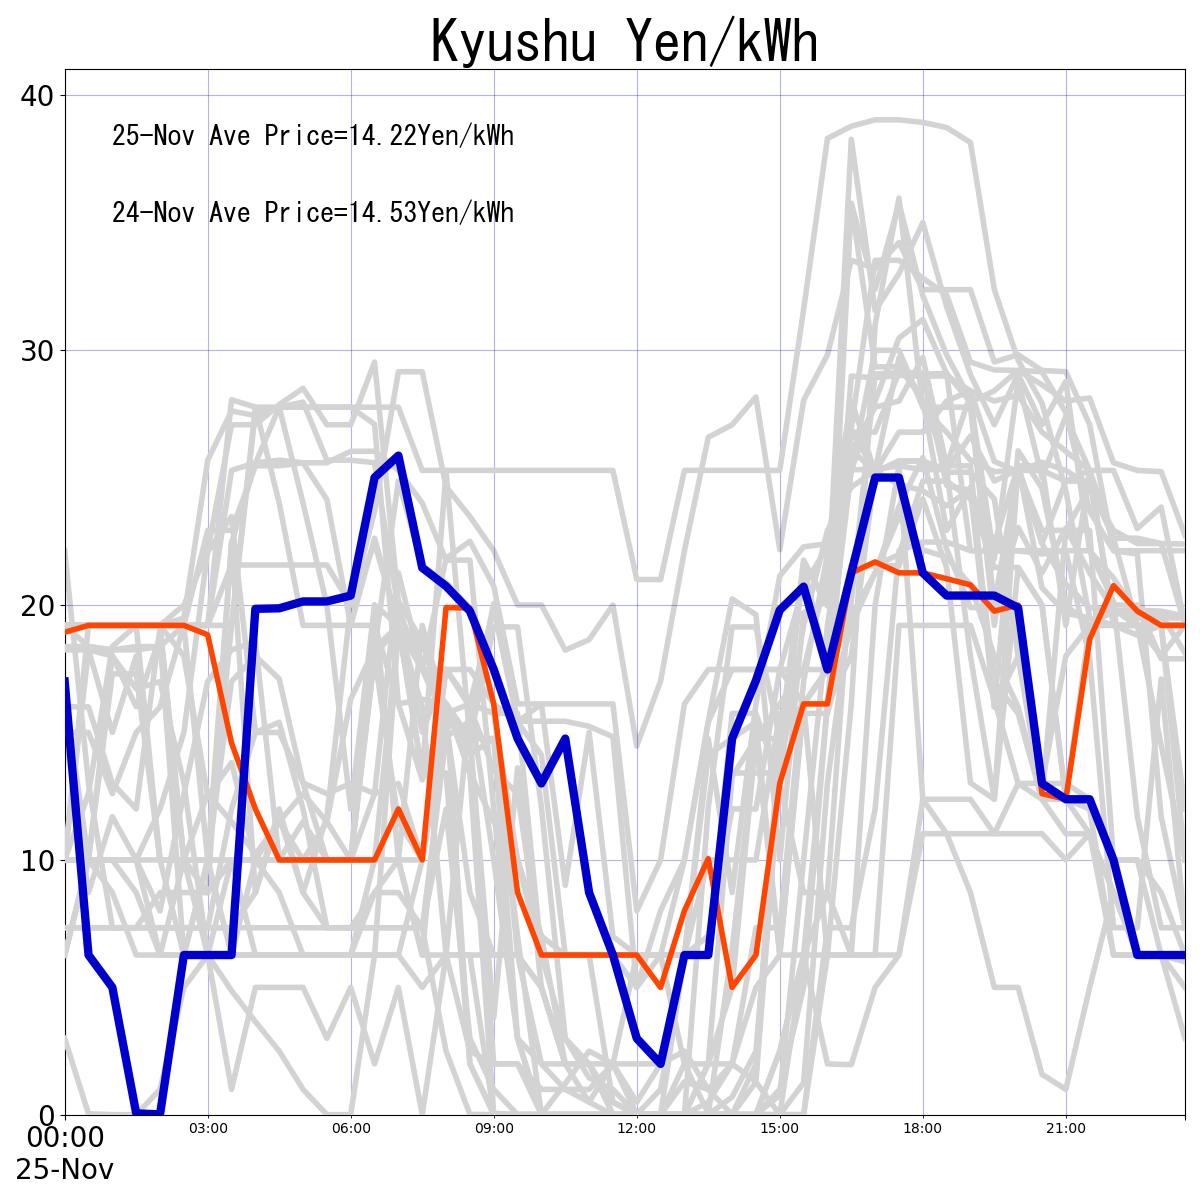 Kyushu Yen/kWh
40
25-Nov Ave Price=14.22Yen/kWh
24-Nov Ave Price=14.53Yen/kWh
30
20
10
0
00:00 03:00 06:00 09:00 12:00 15:00 18:00 21:00
25-Nov